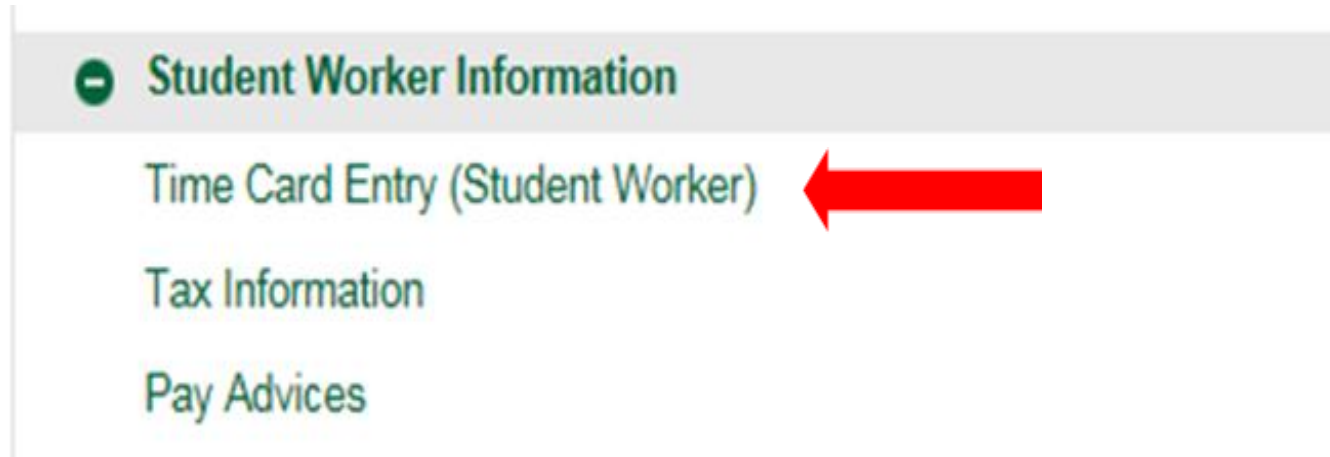 Student Worker Information
Time Card Entry (Student Worker)
Tax Information
Pay Advices